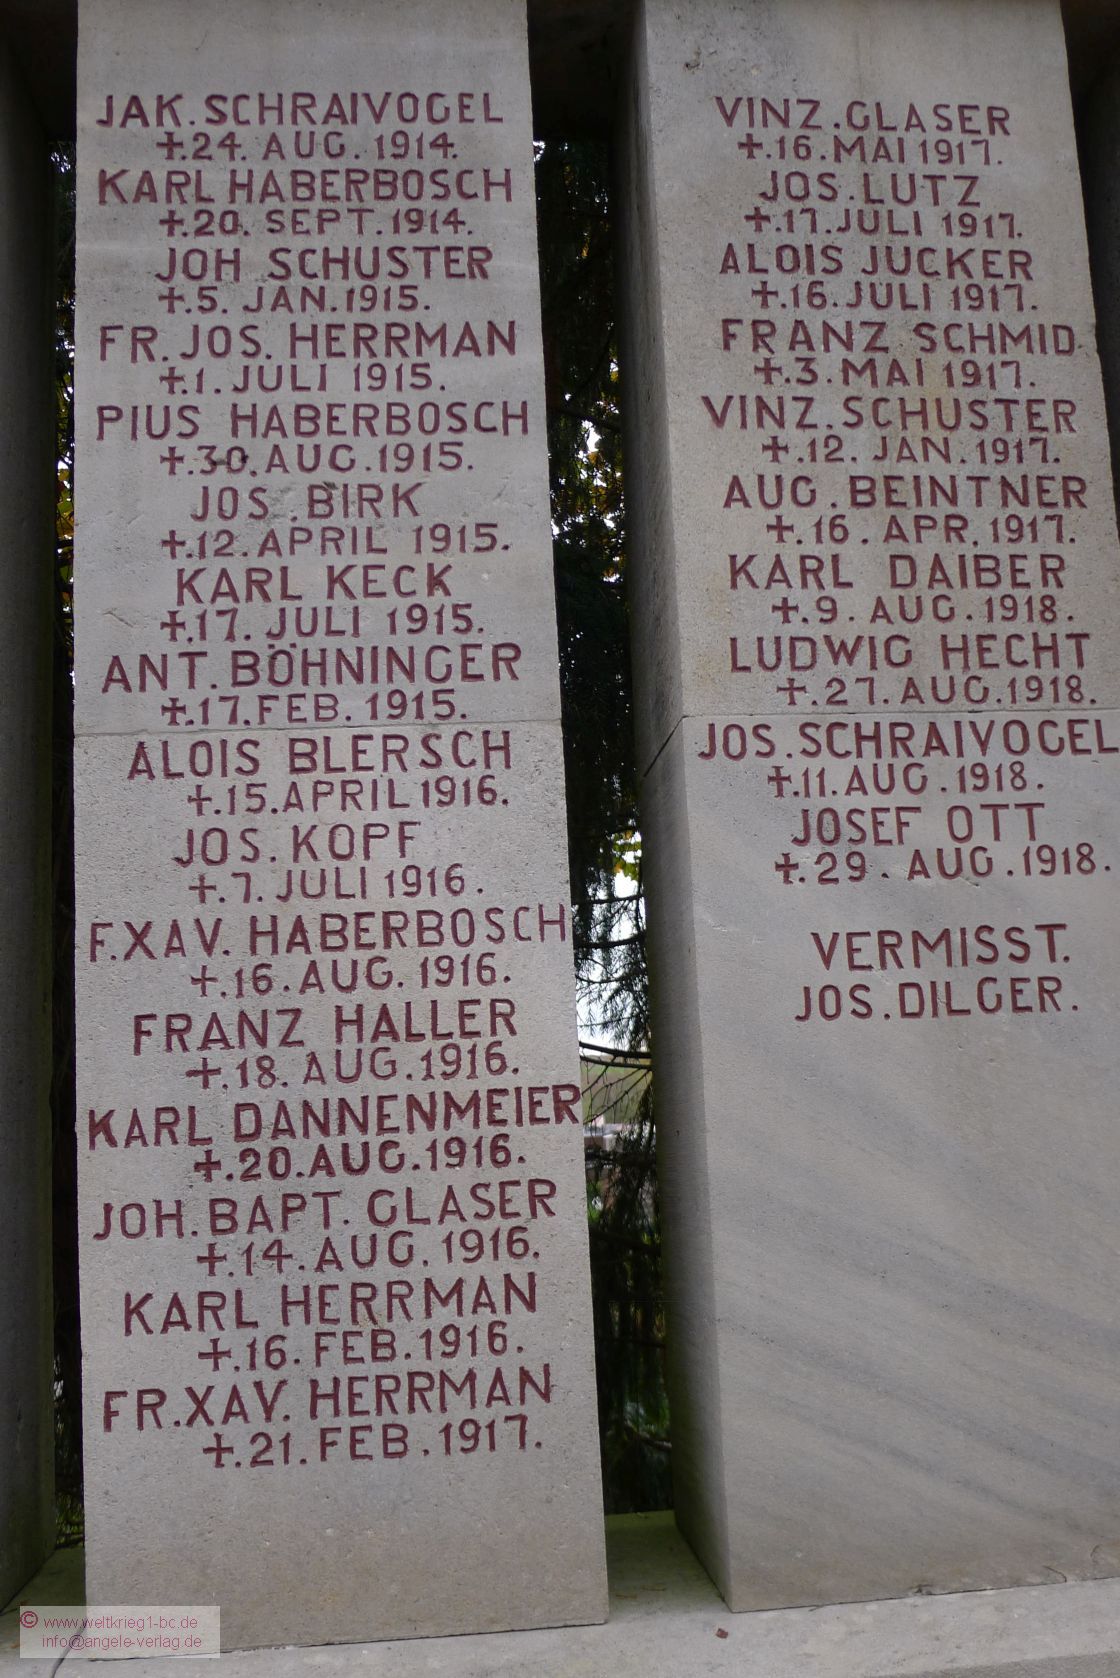 JAK. SCHRAIVOGEL
+.24. AUG. 1914.
KARL HABERBOSCH
+.20. SEPT. 1914.
JOH SCHUSTER
+.5. JAN. 1915.
FR. JOS. HERRMAN
+.1. JULI 1915.
PIUS HABERBOSCH
+.30. AUG. 1915.
JOS. BIRK
+.12. APRIL 1915.
KARL KECK
+.17. JULI 1915.
ANT. BÖHNINGER
+.17. FEB. 1915.
ALOIS BLERSCH
+.15. APRIL 1916.
JOS. KOPF
+.7. JULI 1916.
F. XAV. HABERBOSCH
+.16. AUG. 1916.
FRANZ HALLER
+.18. AUG. 1916.
KARL DANNENMEIER
+.20. AUG. 1916.
JOH. BAPT. GLASER
+.14. AUG. 1916.
KARL HERRMAN
+.16. FEB. 1916.
FR. XAV. HERRMAN
+.21. FEB. 1917.
VINZ. GLASER
+.16. MAI 1917.
JOS. LUTZ
+.17. JULI 1917.
ALOIS JUCKER
+.16. JULI 1917.
FRANZ SCHMID.
+.3. MAI 1917.
VINZ. SCHUSTER
+.12. JAN. 1917.
AUG. BEINTNER
+.16. APR. 1917.
KARL DAIBER
+.9. AUG. 1918.
LUDWIG HECHT
+.27. AUG. 1918.
JOS. SCHRAIVOGEL
+.11. AUG. 1918.
JOSEF OTT
+.29. AUG. 1918.
VERMISST.
JOS. DILGER.
© www.weltkrieg1-bc.de
info@angele-verlag.de